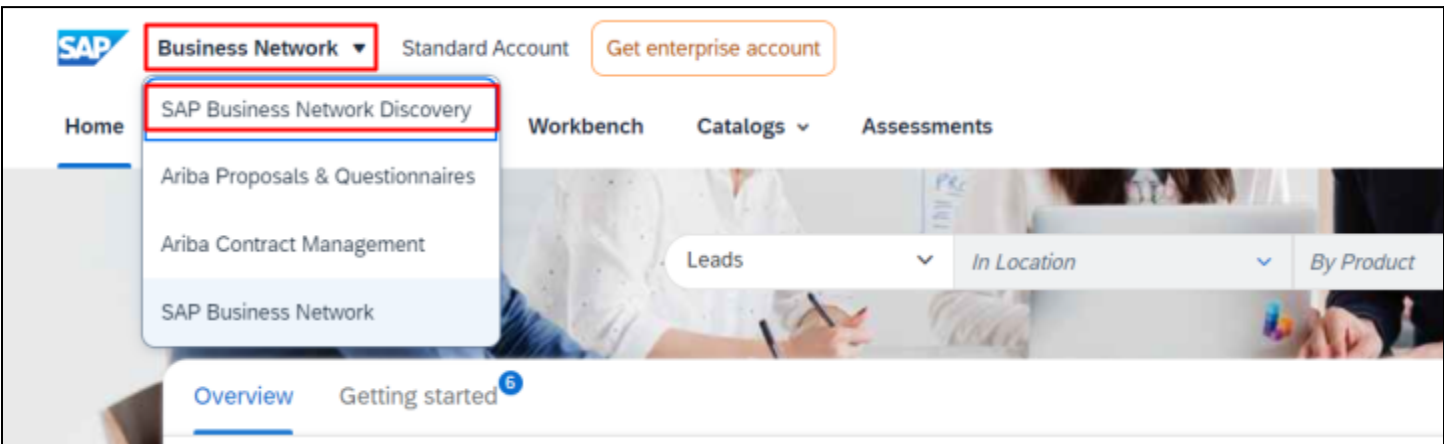 SAP Business Network ▼ Standard Account Get enterprise account
SAP Business Network Discovery
Home Workbench Catalogs Assessments
Ariba Proposals & Questionnaires
Ariba Contract Management
Leads In Location By Product
SAP Business Network
Overview Getting started 6